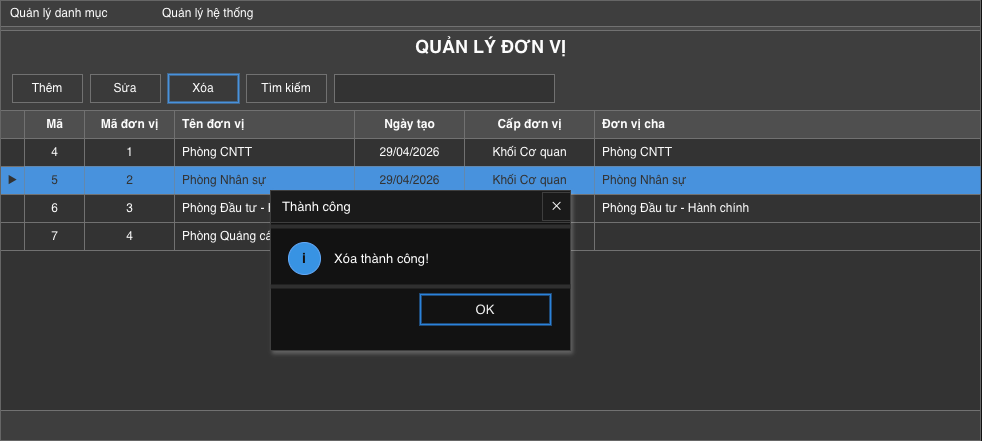 Quản lý danh mục Quản lý hệ thống
QUẢN LÝ ĐƠN VỊ
Thêm Sửa Xóa Tìm kiếm
Mã Mã đơn vị Tên đơn vị Ngày tạo Cấp đơn vị Đơn vị cha
4 1 Phòng CNTT 29/04/2026 Khối Cơ quan Phòng CNTT
5 2 Phòng Nhân sự 29/04/2026 Khối Cơ quan Phòng Nhân sự
6 3 Phòng Đầu tư - Phòng Đầu tư - Hành chính
7 4 Phòng Quảng
Thành công
Xóa thành công!
OK